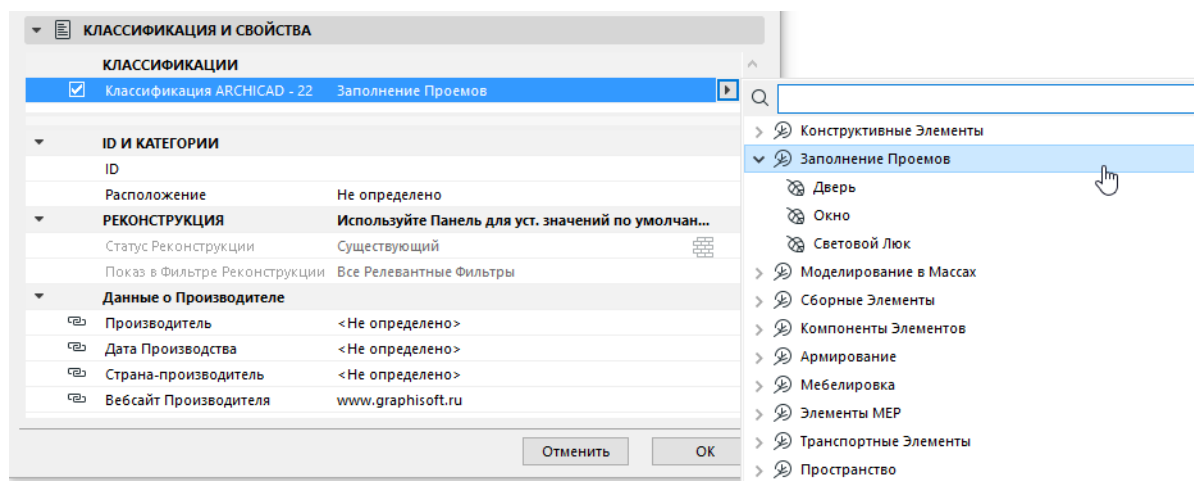 КЛАССИФИКАЦИЯ И СВОЙСТВА
КЛАССИФИКАЦИИ
Классификация ARCHICAD - 22 Заполнение Проемов
ID И КАТЕГОРИИ
ID
Расположение Не определено
РЕКОНСТРУКЦИЯ Используйте Панель для уст. значений по умолчан...
Статус Реконструкции Существующий
Показ в Фильтре Реконструкции Все Релевантные Фильтры
Данные о Производителе
Производитель <Не определено>
Дата Производства <Не определено>
Страна-производитель <Не определено>
Вебсайт Производителя www.graphisoft.ru
Отменить ОК
Конструктивные Элементы
Заполнение Проемов
Дверь
Окно
Световой Люк
Моделирование в Массах
Сборные Элементы
Компоненты Элементов
Армирование
Мебелировка
Элементы MEP
Транспортные Элементы
Пространство